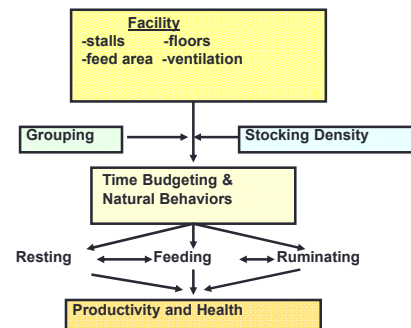 Facility
-stalls -floors
-feed area -ventilation
Grouping
Stocking Density
Time Budgeting &
Natural Behaviors
Resting Feeding Ruminating
Productivity and Health